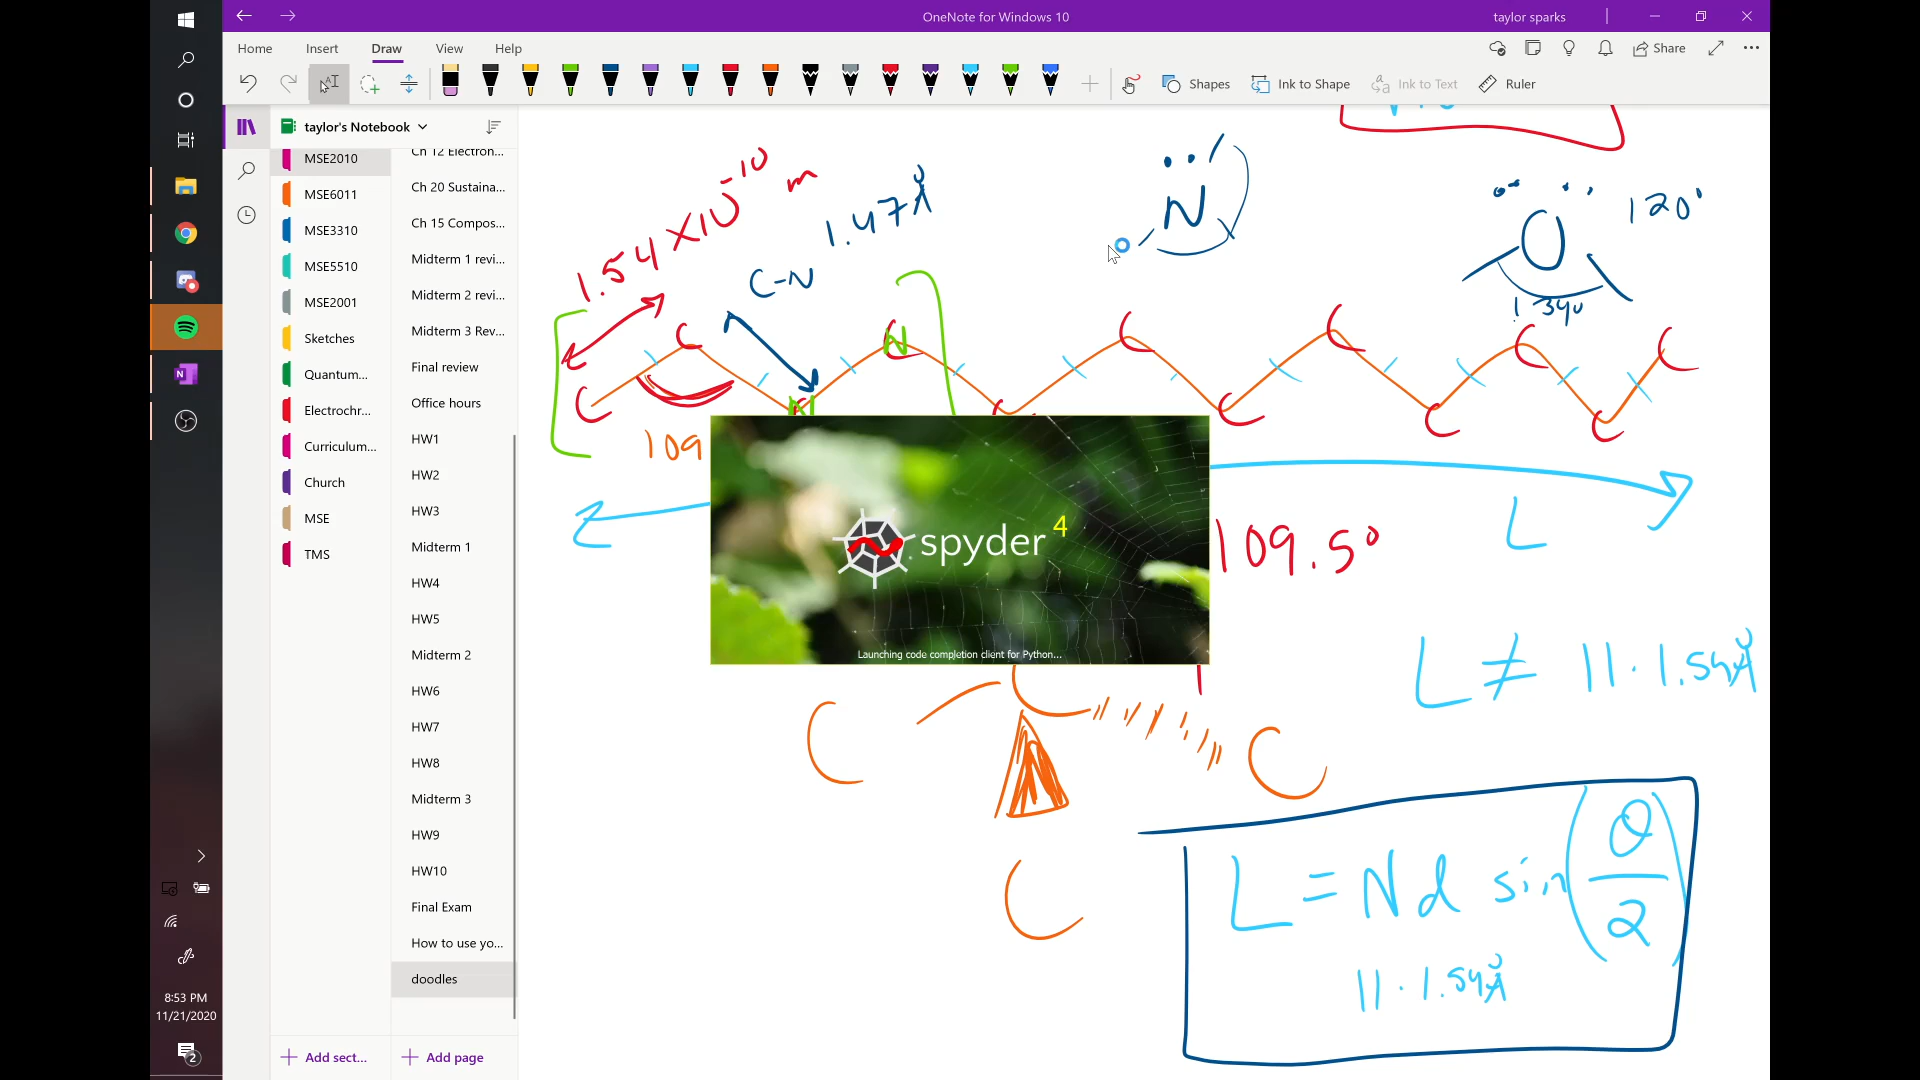 OneNote for Windows 10
taylor sparks
Home Insert Draw View Help
Share
Shapes Ink to Shape Ink to Text Ruler
taylor's Notebook
MSE2010
MSE6011
MSE3310
MSE5510
MSE2001
Sketches
Quantum...
Electrochr...
Curriculum...
Church
MSE
TMS
Add sect...
Ch 12 Electron...
Ch 20 Sustaina...
Ch 15 Compos...
Midterm 1 revi...
Midterm 2 revi...
Midterm 3 Rev...
Final review
Office hours
HW1
HW2
HW3
Midterm 1
HW4
HW5
Midterm 2
HW6
HW7
HW8
Midterm 3
HW9
HW10
Final Exam
How to use yo...
doodles
Add page
1.54 ×10⁻¹⁰ m
1.47Å
C-N
N
O
120°
C C N N C C C C C C C C
109
L
spyder 4
Launching code completion client for Python...
109.5°
L ≠ 11·1.54Å
C C C
C
L = Nd sin(θ/2)
11·1.54Å
8:53 PM
11/21/2020
2